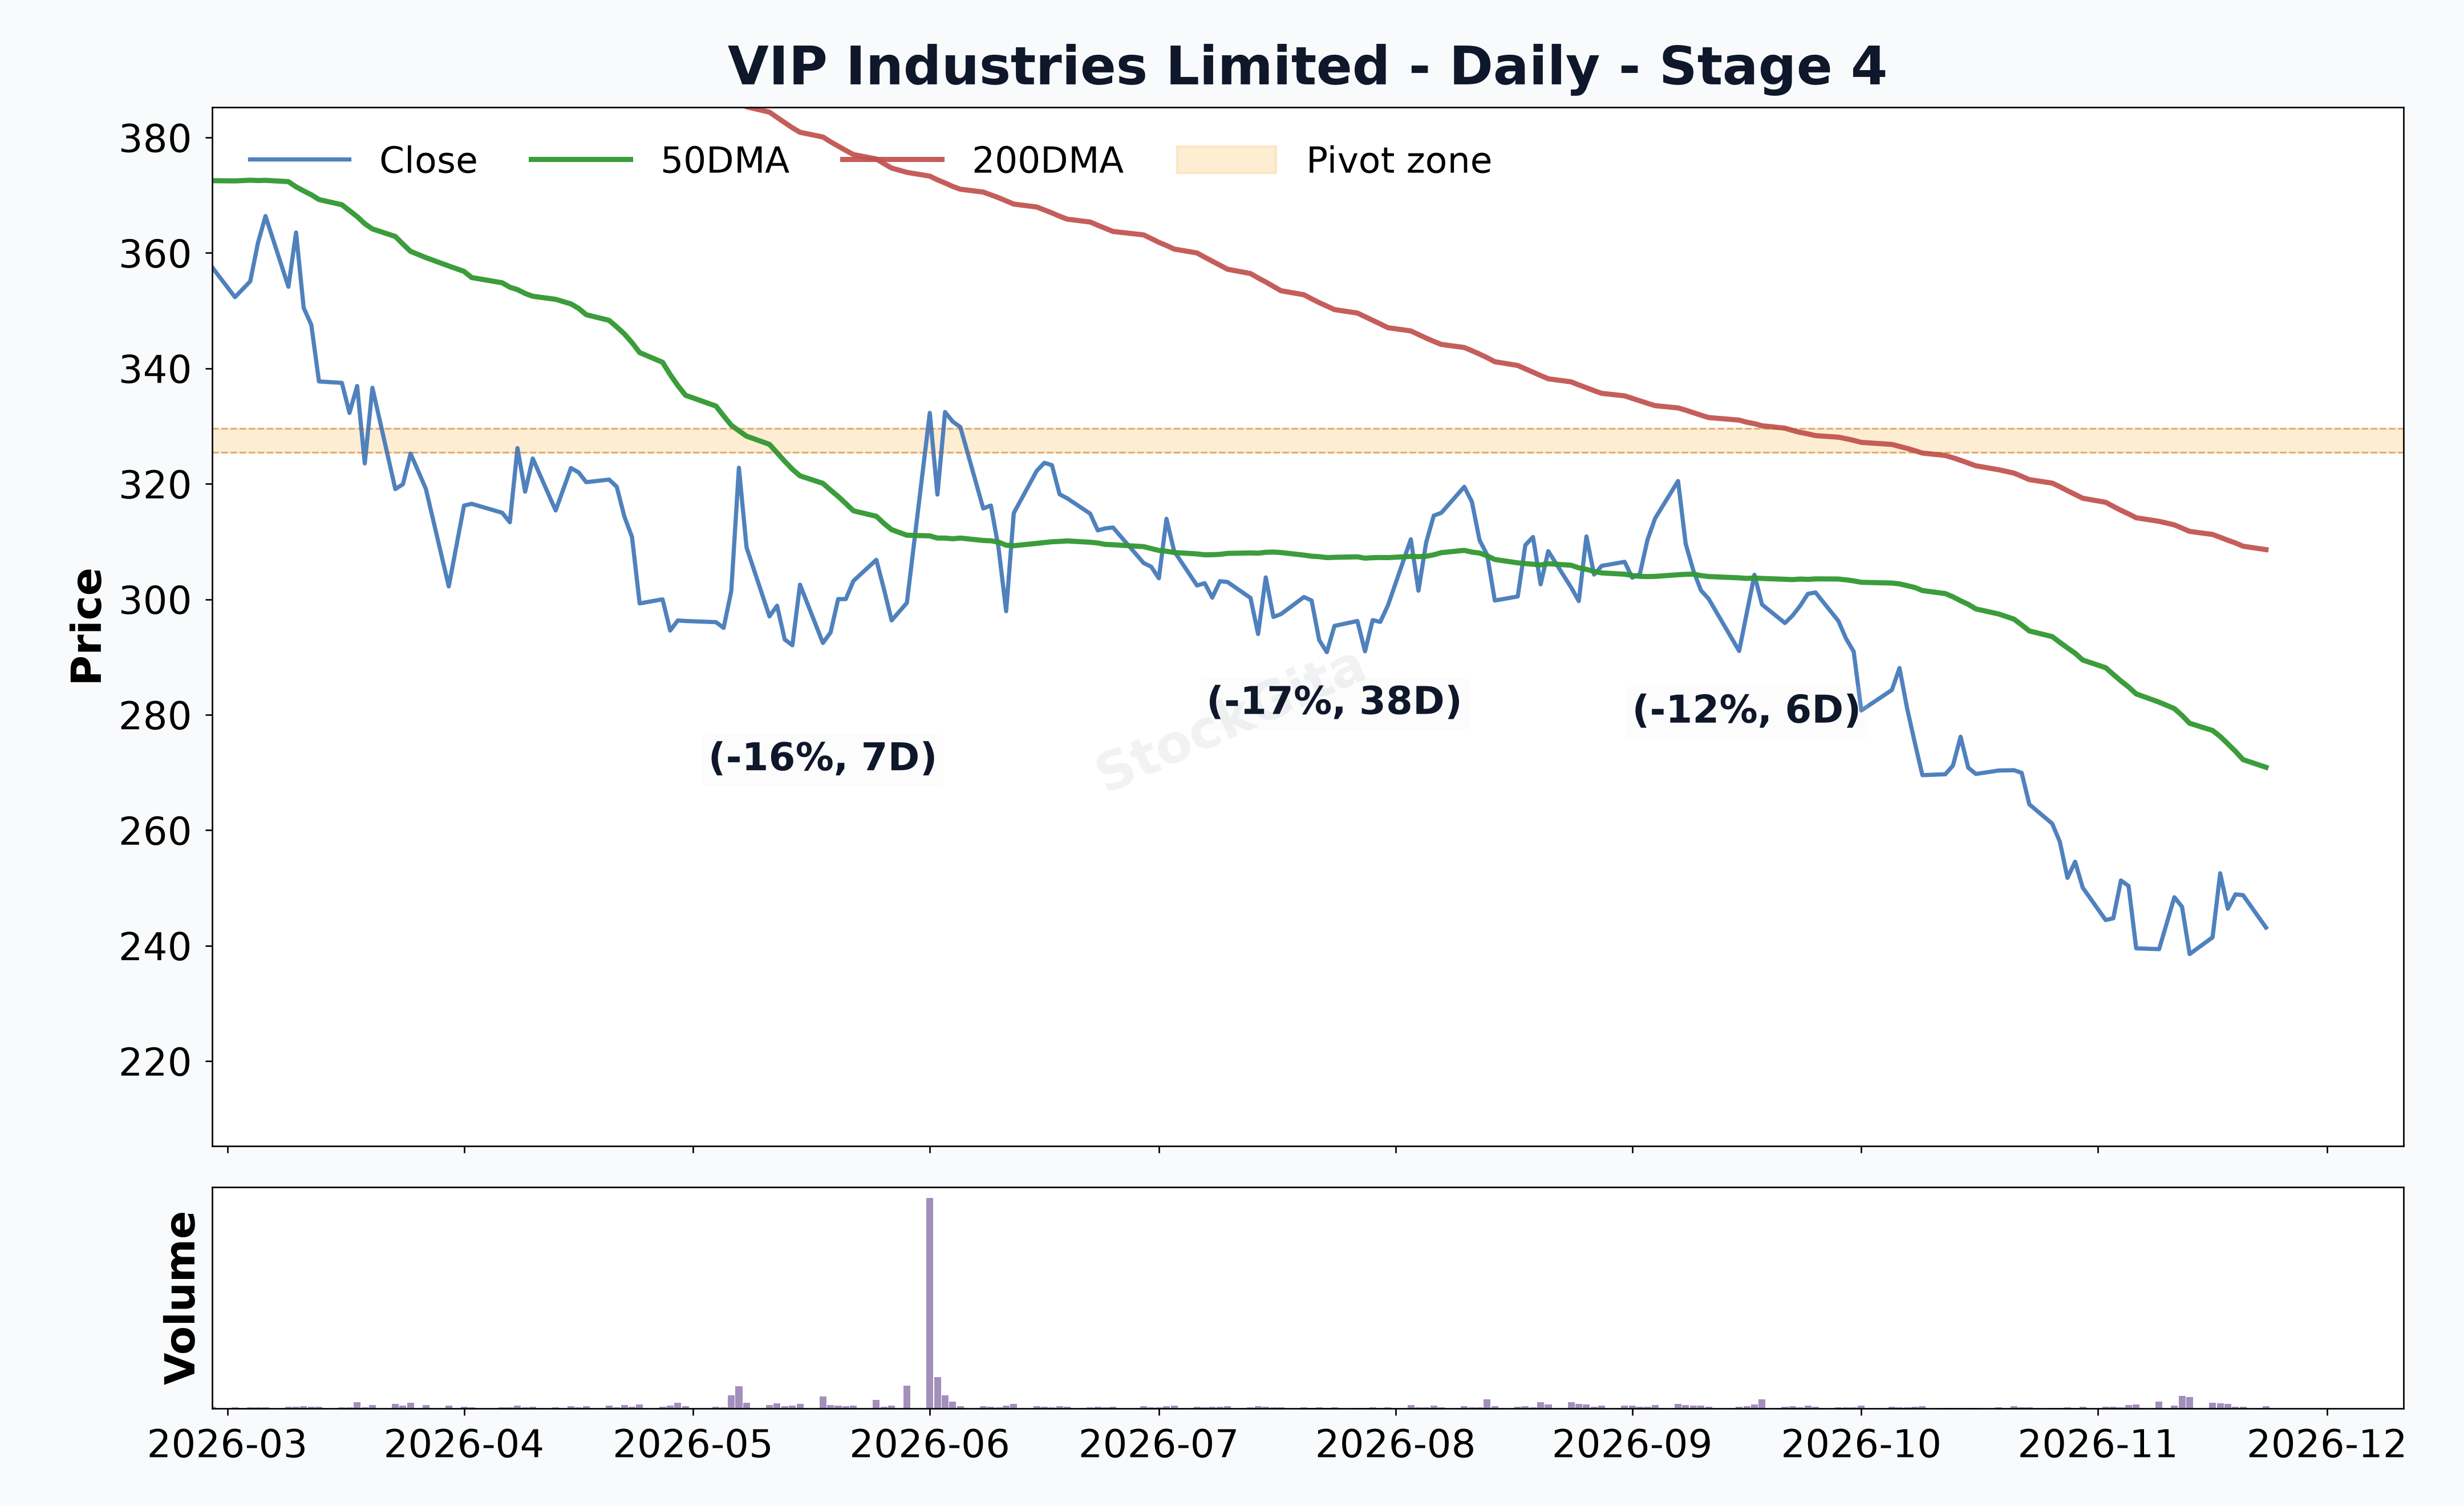 VIP Industries Limited - Daily - Stage 4
Close 50DMA 200DMA Pivot zone
Price
380
360
340
320
300
280
260
240
220
(-16%, 7D)
(-17%, 38D)
(-12%, 6D)
StockGita
Volume
2026-03 2026-04 2026-05 2026-06 2026-07 2026-08 2026-09 2026-10 2026-11 2026-12